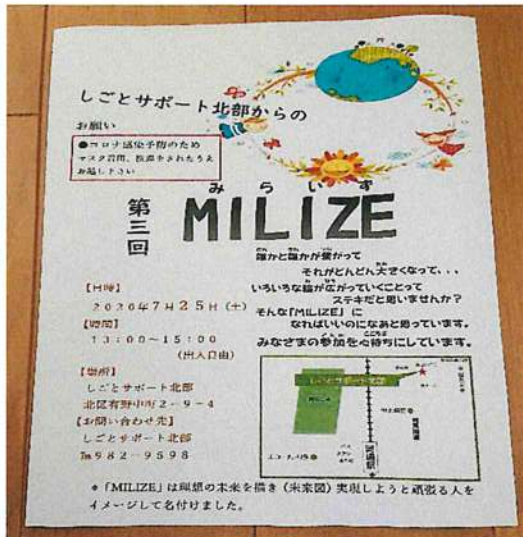 しごとサポート北部からの
お願い
●コロナ感染予防のため
マスク着用、検温をされたうえ
お越し下さい
みらいず
第三回 MILIZE
誰かと誰かが繋がって
それがどんどん大きくなって、、、
いろいろな輪が広がっていくことって
ステキだと思いませんか？
そんな「MILIZE」に
なればいいのになあと思っています。
みなさまの参加を心待ちにしています。
【日時】
2020年7月25日（土）
【時間】
13:00～15:00
（出入自由）
【場所】
しごとサポート北部
北区有野中町2－9－4
【お問い合わせ先】
しごとサポート北部
℡982－9598
＊「MILIZE」は理想の未来を描き（未来図）実現しようと頑張る人を
イメージして名付けました。